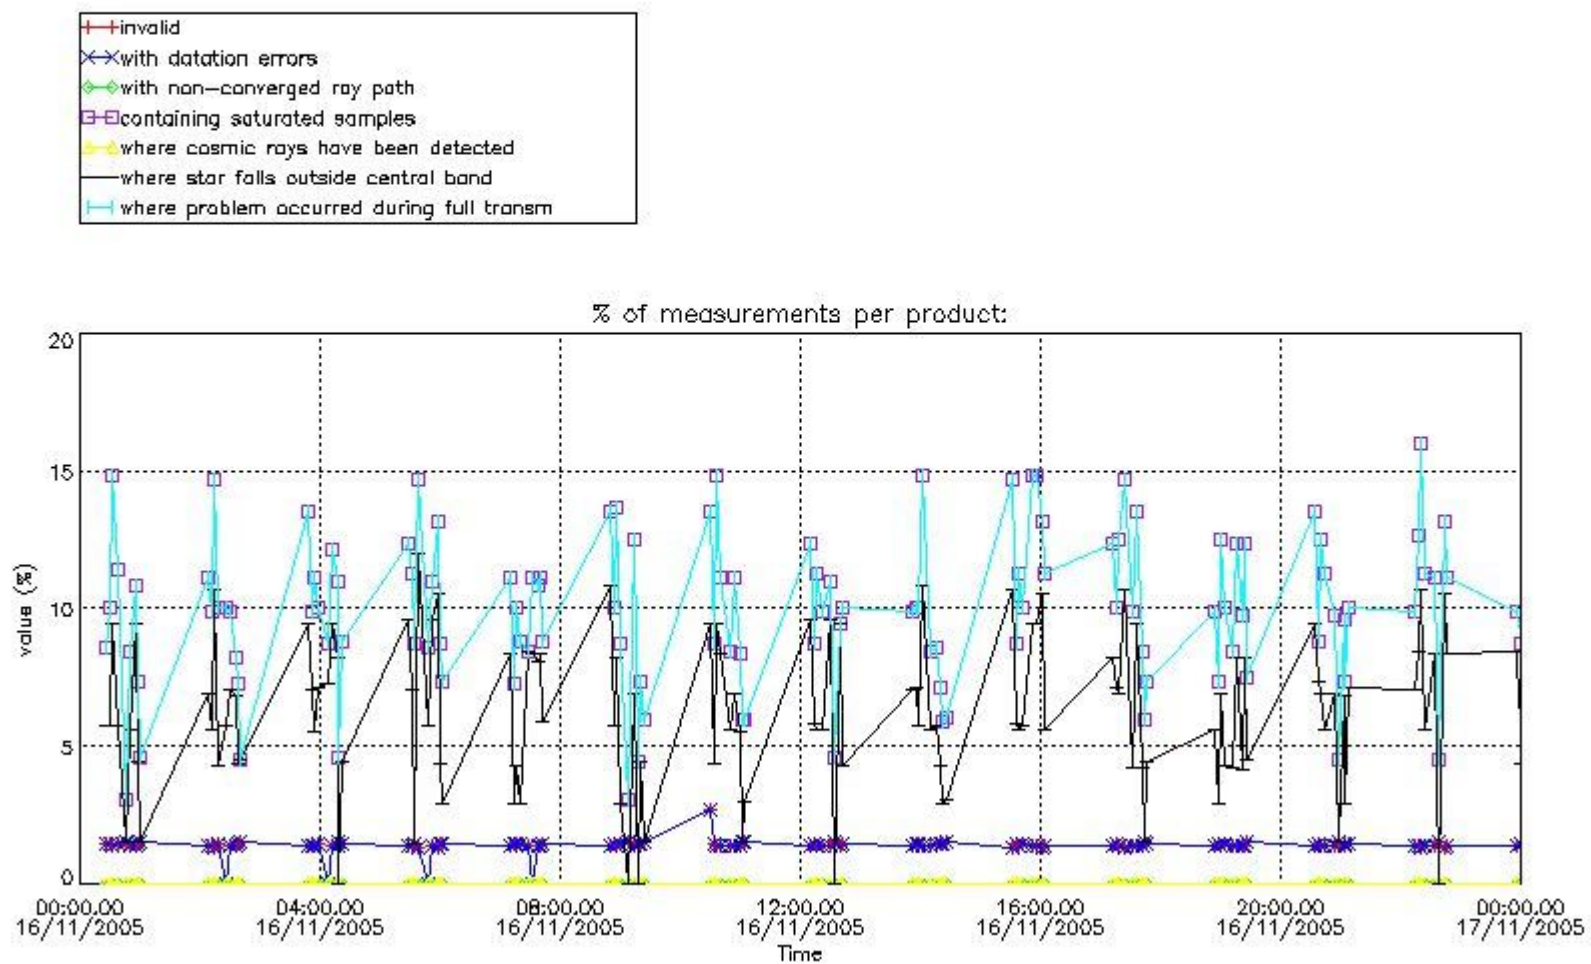 invalid
with datation errors
with non-converged ray path
containing saturated samples
where cosmic rays have been detected
where star falls outside central band
where problem occurred during full transm
% of measurements per product:
20
15
10
5
0
value (%)
00:00:00 04:00:00 08:00:00 12:00:00 16:00:00 20:00:00 00:00:00
16/11/2005 16/11/2005 16/11/2005 16/11/2005 16/11/2005 16/11/2005 17/11/2005
Time